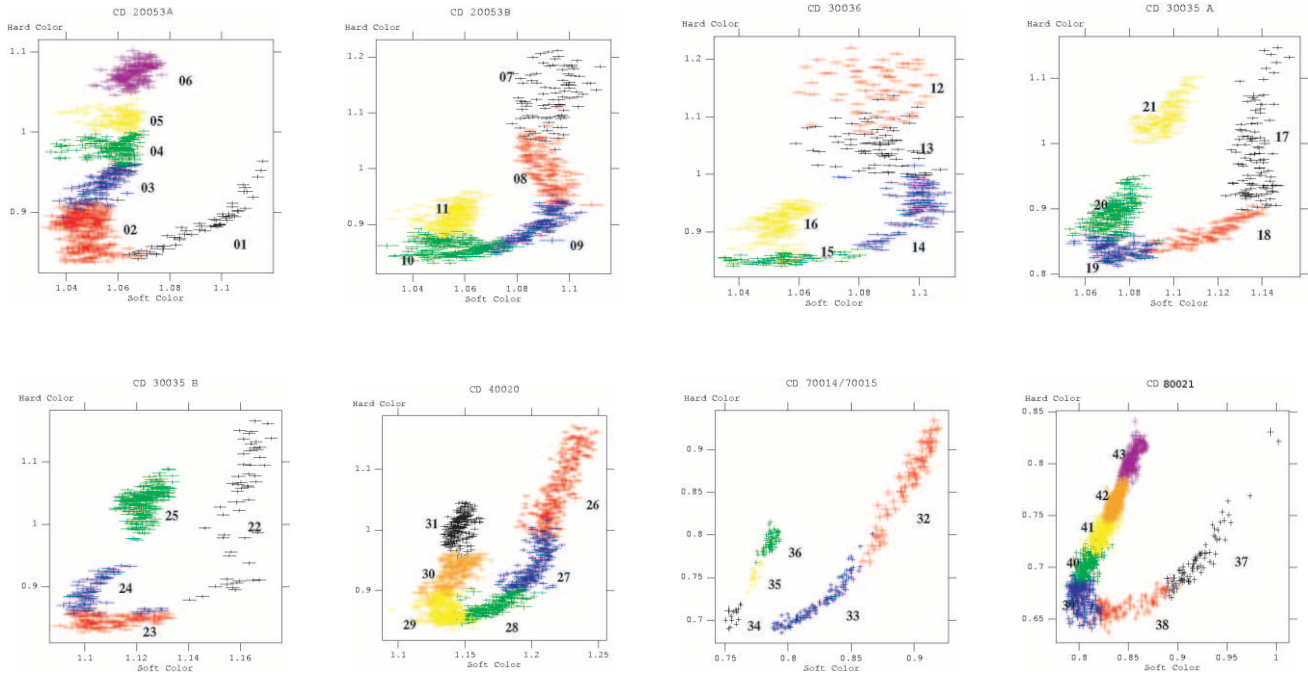 CD 20053A
Hard Color
1.1
1
0.9
06
05
04
03
02
01
1.04 1.06 1.08 1.1
Soft Color
CD 20053B
Hard Color
1.2
1.1
1
0.9
07
08
11
10
09
1.04 1.06 1.08 1.1
Soft Color
CD 30036
Hard Color
1.2
1.1
1
0.9
12
13
16
15
14
1.04 1.06 1.08 1.1
Soft Color
CD 30035 A
Hard Color
1.1
1
0.9
0.8
21
17
20
18
19
1.06 1.08 1.1 1.12 1.14
Soft Color
CD 30035 B
Hard Color
1.1
1
0.9
25
22
24
23
1.1 1.12 1.14 1.16
Soft Color
CD 40020
Hard Color
1.1
1
0.9
26
31
30
27
29
28
1.1 1.15 1.2 1.25
Soft Color
CD 70014/70015
Hard Color
0.9
0.85
0.8
0.75
0.7
32
36
35
33
34
0.75 0.8 0.85 0.9
Soft Color
CD 80021
Hard Color
0.85
0.8
0.75
0.7
0.65
43
42
41
40
37
39
38
0.8 0.85 0.9 0.95 1
Soft Color